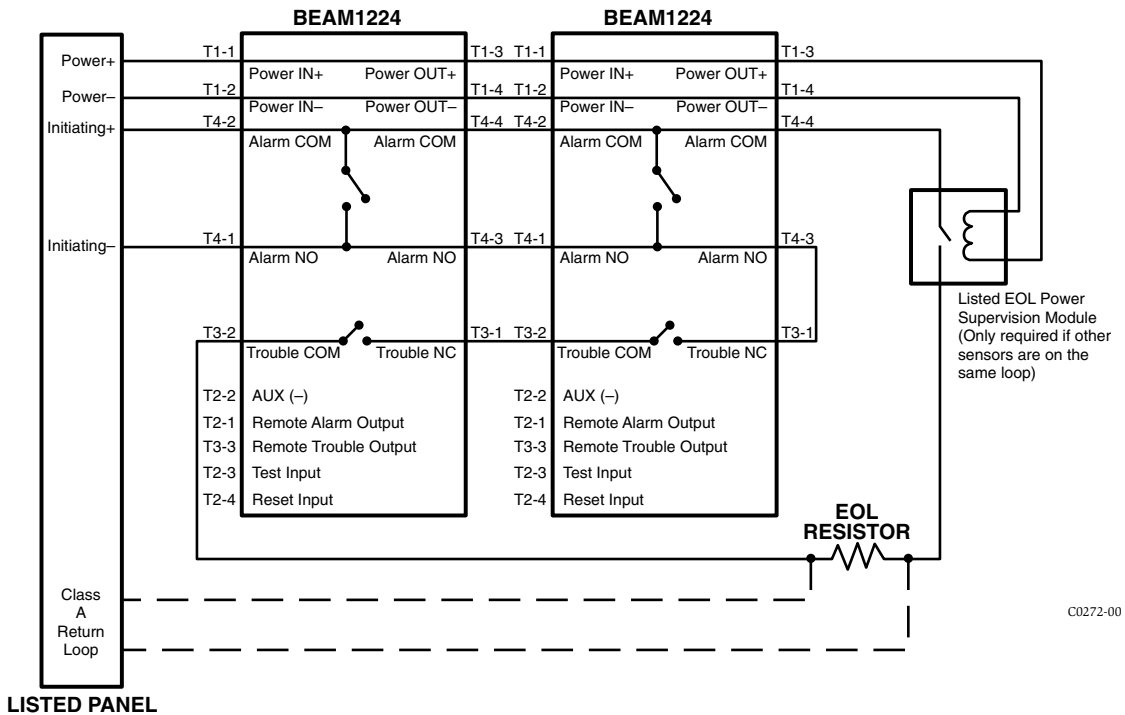 BEAM1224 BEAM1224
Power+ T1-1 T1-3 T1-1 T1-3
Power IN+ Power OUT+ Power IN+ Power OUT+
Power– T1-2 T1-4 T1-2 T1-4
Power IN– Power OUT– Power IN– Power OUT–
Initiating+ T4-2 T4-4 T4-2 T4-4
Alarm COM Alarm COM Alarm COM Alarm COM
Initiating– T4-1 T4-3 T4-1 T4-3
Alarm NO Alarm NO Alarm NO Alarm NO
Listed EOL Power
Supervision Module
(Only required if other
sensors are on the
same loop)
T3-2 T3-1 T3-2 T3-1
Trouble COM Trouble NC Trouble COM Trouble NC
T2-2 AUX (–) T2-2 AUX (–)
T2-1 Remote Alarm Output T2-1 Remote Alarm Output
T3-3 Remote Trouble Output T3-3 Remote Trouble Output
T2-3 Test Input T2-3 Test Input
T2-4 Reset Input T2-4 Reset Input
EOL
RESISTOR
Class
A
Return
Loop
C0272-00
LISTED PANEL